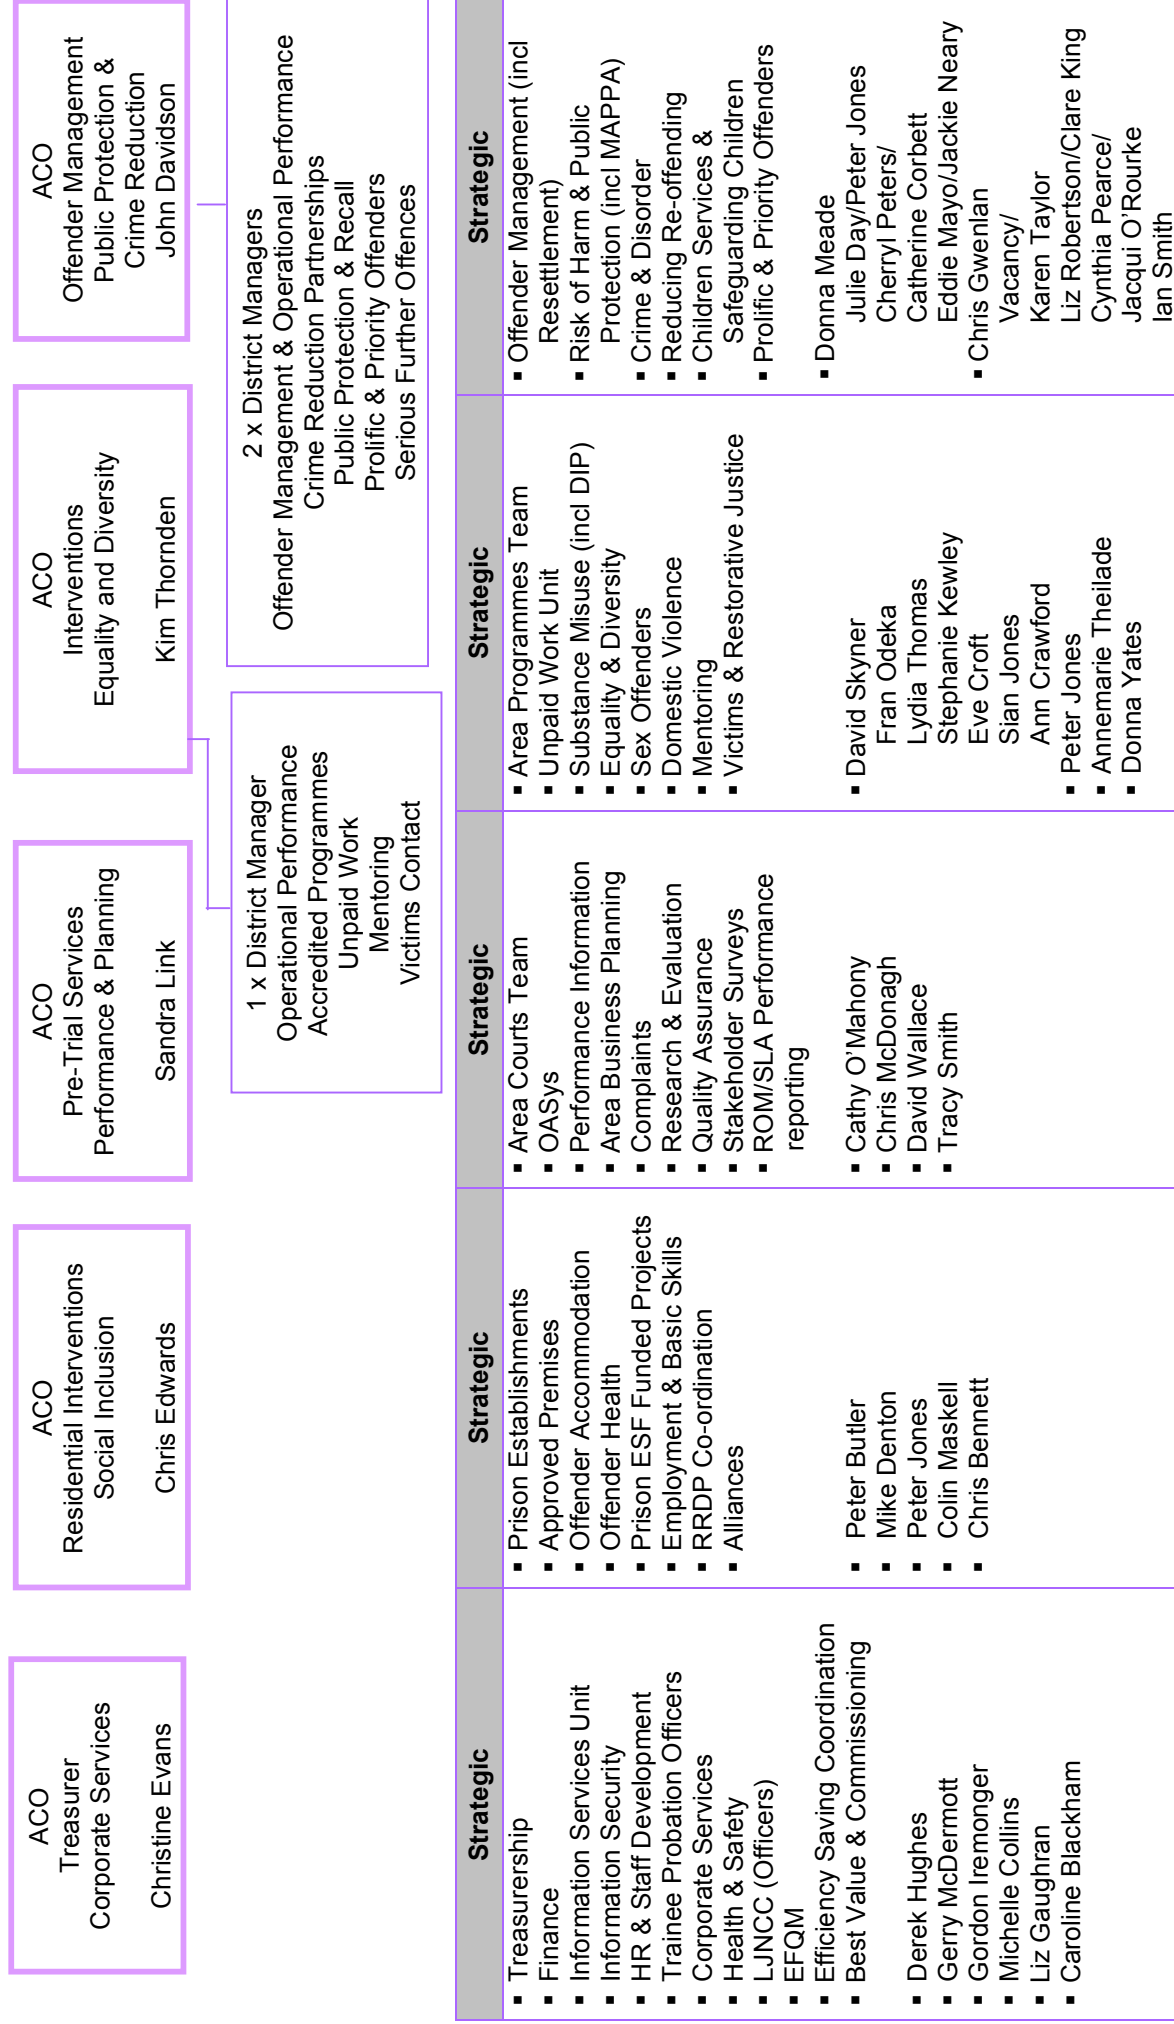 ACO
Treasurer
Corporate Services
Christine Evans
ACO
Residential Interventions
Social Inclusion
Chris Edwards
ACO
Pre-Trial Services
Performance & Planning
Sandra Link
ACO
Interventions
Equality and Diversity
Kim Thornden
ACO
Offender Management
Public Protection &
Crime Reduction
John Davidson
1 x District Manager
Operational Performance
Accredited Programmes
Unpaid Work
Mentoring
Victims Contact
2 x District Managers
Offender Management & Operational Performance
Crime Reduction Partnerships
Public Protection & Recall
Prolific & Priority Offenders
Serious Further Offences
Strategic
▪ Treasurership
▪ Finance
▪ Information Services Unit
▪ Information Security
▪ HR & Staff Development
▪ Trainee Probation Officers
▪ Corporate Services
▪ Health & Safety
▪ LJNCC (Officers)
▪ EFQM
▪ Efficiency Saving Coordination
▪ Best Value & Commissioning
▪ Derek Hughes
▪ Gerry McDermott
▪ Gordon Iremonger
▪ Michelle Collins
▪ Liz Gaughran
▪ Caroline Blackham
Strategic
▪ Prison Establishments
▪ Approved Premises
▪ Offender Accommodation
▪ Offender Health
▪ Prison ESF Funded Projects
▪ Employment & Basic Skills
▪ RRDP Co-ordination
▪ Alliances
▪ Peter Butler
▪ Mike Denton
▪ Peter Jones
▪ Colin Maskell
▪ Chris Bennett
Strategic
▪ Area Courts Team
▪ OASys
▪ Performance Information
▪ Area Business Planning
▪ Complaints
▪ Research & Evaluation
▪ Quality Assurance
▪ Stakeholder Surveys
▪ ROM/SLA Performance
reporting
▪ Cathy O'Mahony
▪ Chris McDonagh
▪ David Wallace
▪ Tracy Smith
Strategic
▪ Area Programmes Team
▪ Unpaid Work Unit
▪ Substance Misuse (incl DIP)
▪ Equality & Diversity
▪ Sex Offenders
▪ Domestic Violence
▪ Mentoring
▪ Victims & Restorative Justice
▪ David Skyner
Fran Odeka
Lydia Thomas
Stephanie Kewley
Eve Croft
Sian Jones
Ann Crawford
▪ Peter Jones
▪ Annemarie Theilade
▪ Donna Yates
Strategic
▪ Offender Management (incl
Resettlement)
▪ Risk of Harm & Public
Protection (incl MAPPA)
▪ Crime & Disorder
▪ Reducing Re-offending
▪ Children Services &
Safeguarding Children
▪ Prolific & Priority Offenders
▪ Donna Meade
Julie Day/Peter Jones
Cherryl Peters/
Catherine Corbett
Eddie Mayo/Jackie Neary
▪ Chris Gwenlan
Vacancy/
Karen Taylor
Liz Robertson/Clare King
Cynthia Pearce/
Jacqui O'Rourke
Ian Smith